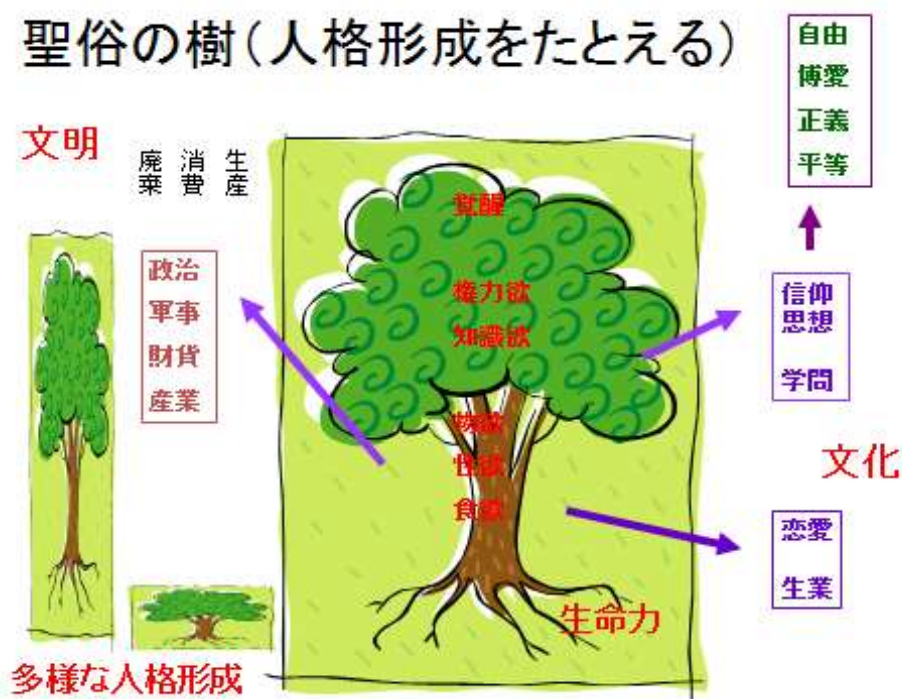 聖俗の樹(人格形成をたとえる)
文明
廃棄
消費
生産
政治
軍事
財貨
産業
覚醒
権力欲
知識欲
性欲
食欲
生命力
自由
博愛
正義
平等
信仰
思想
学問
文化
恋愛
生業
多様な人格形成